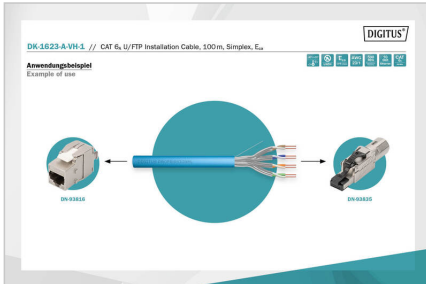 DIGITUS®
DK-1623-A-VH-1 // CAT 6A U/FTP Installation Cable, 100 m, Simplex, Eca
Anwendungsbeispiel
Example of use
DN-93816
DN-93835